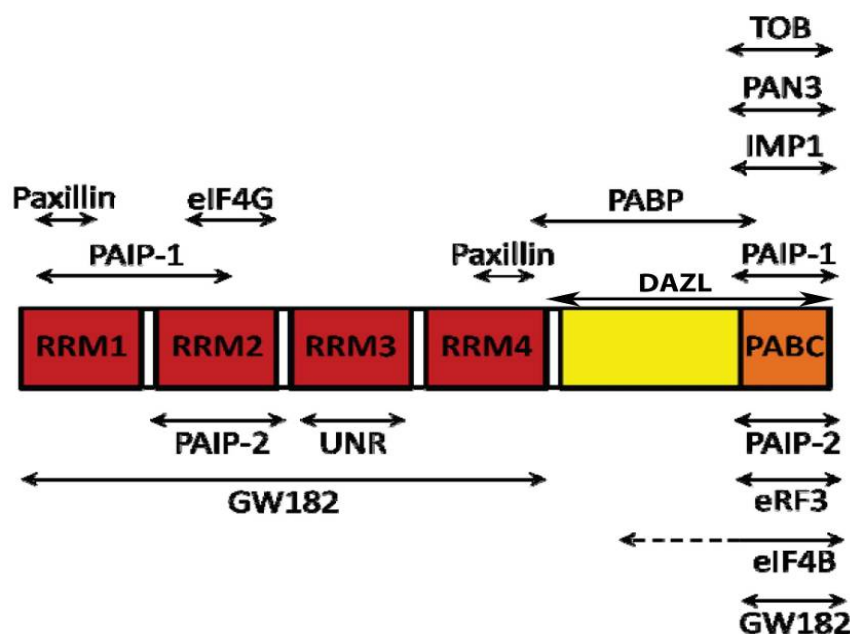 TOB
PAN3
IMP1
Paxillin eIF4G PABP
PAIP-1 Paxillin PAIP-1
DAZL
RRM1 RRM2 RRM3 RRM4 PABC
PAIP-2 UNR PAIP-2
GW182 eRF3
eIF4B
GW182